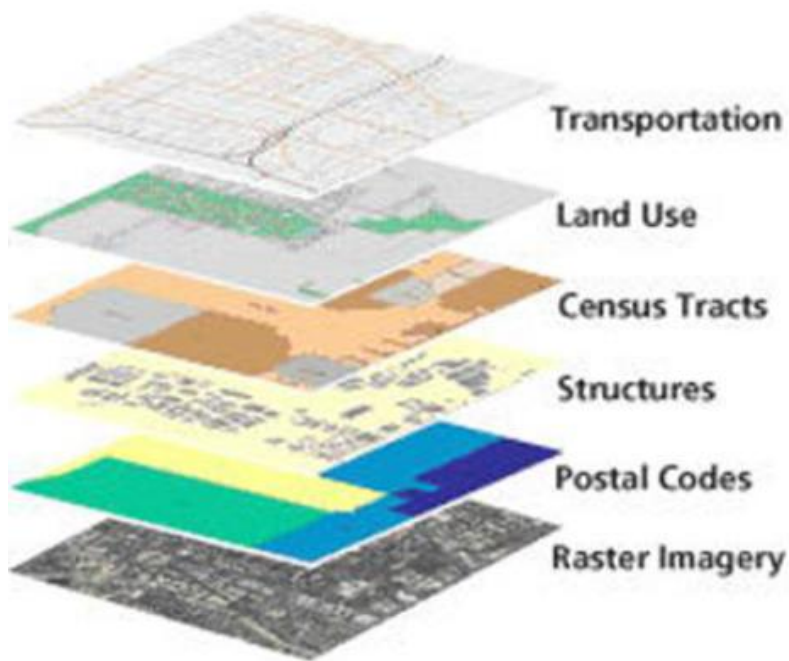 Transportation
Land Use
Census Tracts
Structures
Postal Codes
Raster Imagery